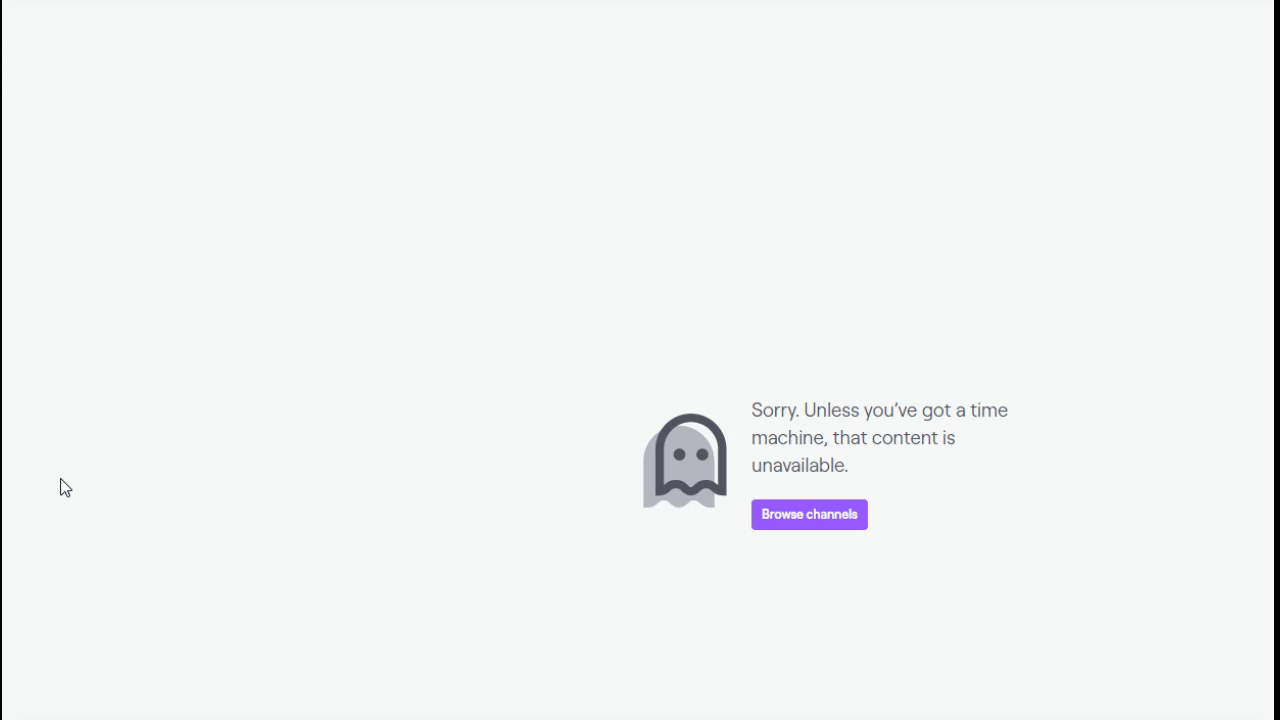 Sorry. Unless you’ve got a time
machine, that content is
unavailable.
Browse channels